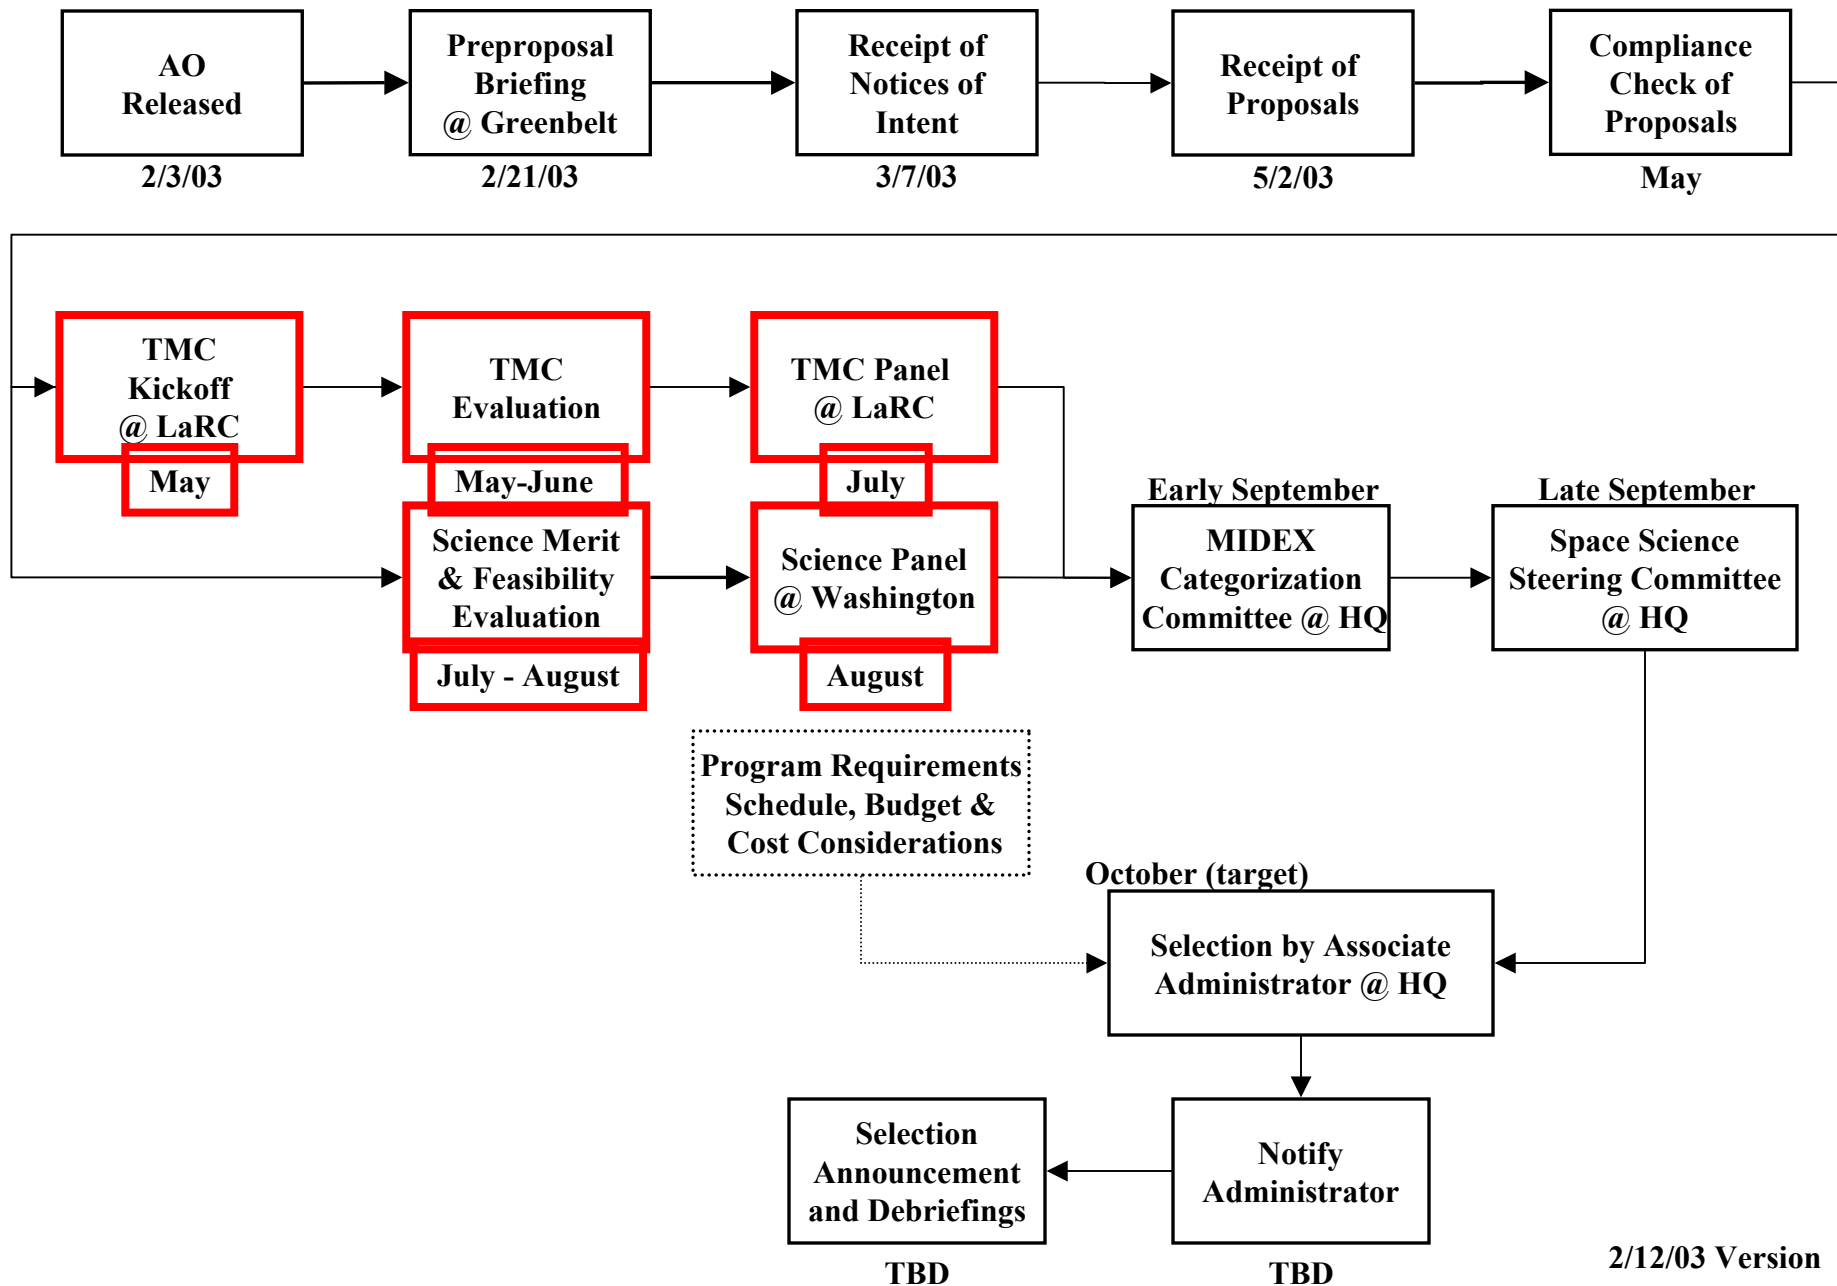 AO
Released
2/3/03
Preproposal
Briefing
@ Greenbelt
2/21/03
Receipt of
Notices of
Intent
3/7/03
Receipt of
Proposals
5/2/03
Compliance
Check of
Proposals
May
TMC
Kickoff
@ LaRC
May
TMC
Evaluation
May-June
TMC Panel
@ LaRC
July
Science Merit
& Feasibility
Evaluation
July - August
Science Panel
@ Washington
August
Early September
MIDEX
Categorization
Committee @ HQ
Late September
Space Science
Steering Committee
@ HQ
Program Requirements
Schedule, Budget &
Cost Considerations
October (target)
Selection by Associate
Administrator @ HQ
Notify
Administrator
TBD
Selection
Announcement
and Debriefings
TBD
2/12/03 Version